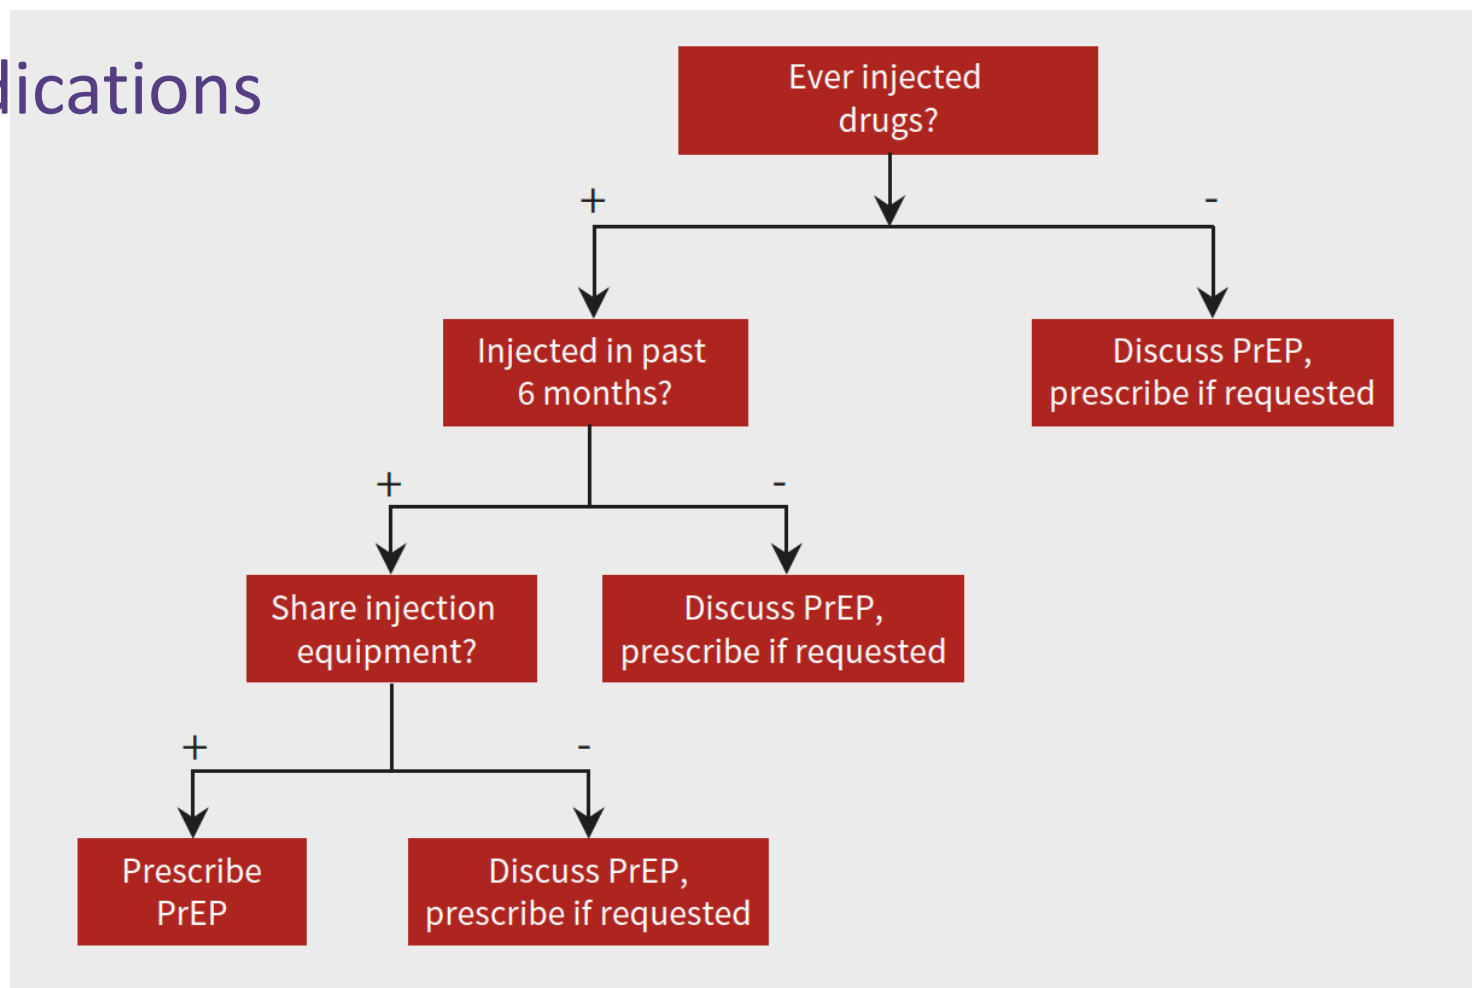 dications
Ever injected
drugs?
+
-
Injected in past
6 months?
Discuss PrEP,
prescribe if requested
+
-
Share injection
equipment?
Discuss PrEP,
prescribe if requested
+
-
Prescribe
PrEP
Discuss PrEP,
prescribe if requested